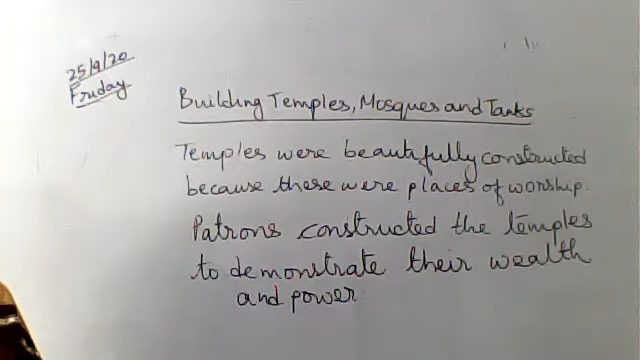 25/9/20
Friday
Building Temples, Mosques and Tanks
Temples were beautifully constructed
because these were places of worship.
Patrons constructed the temples
to demonstrate their wealth
and power